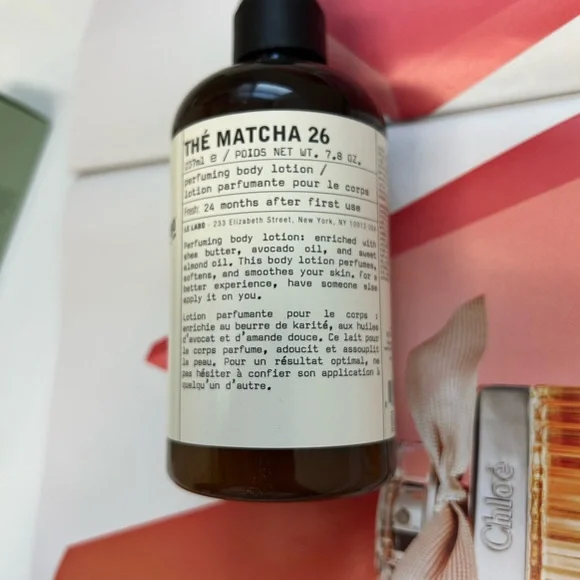 THÉ MATCHA 26
237ml ℮ / POIDS NET WT. 7.8 OZ.
perfuming body lotion /
lotion parfumante pour le corps
Fresh: 24 months after first use
LE LABO - 233 Elizabeth Street, New York, NY 10012 USA
Perfuming body lotion: enriched with
shea butter, avocado oil, and sweet
almond oil. This body lotion perfumes,
softens, and smoothes your skin. For a
better experience, have someone else
apply it on you.
Lotion parfumante pour le corps :
enrichie au beurre de karité, aux huiles
d'avocat et d'amande douce. Ce lait pour
le corps parfume, adoucit et assouplit
la peau. Pour un résultat optimal, ne
pas hésiter à confier son application à
quelqu'un d'autre.
Chloé